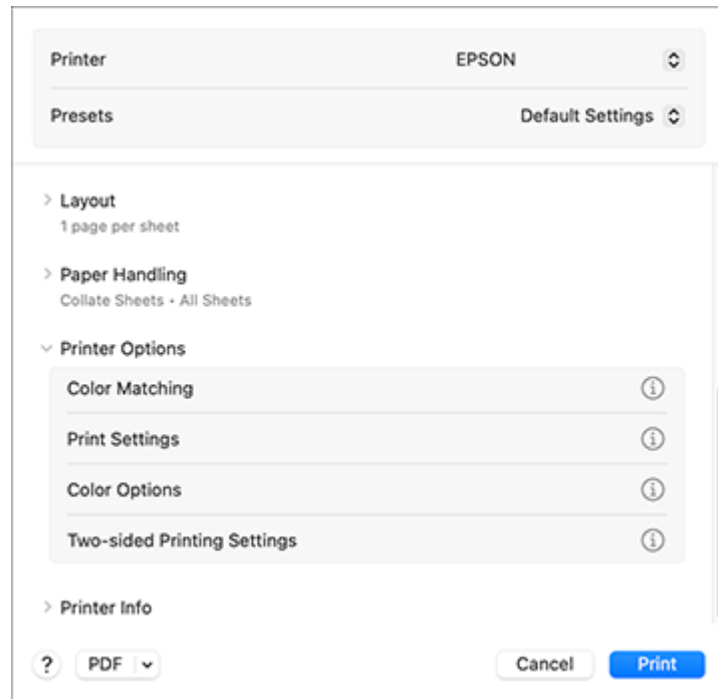 Printer EPSON
Presets Default Settings
Layout
1 page per sheet
Paper Handling
Collate Sheets • All Sheets
Printer Options
Color Matching
Print Settings
Color Options
Two-sided Printing Settings
Printer Info
? PDF Cancel Print